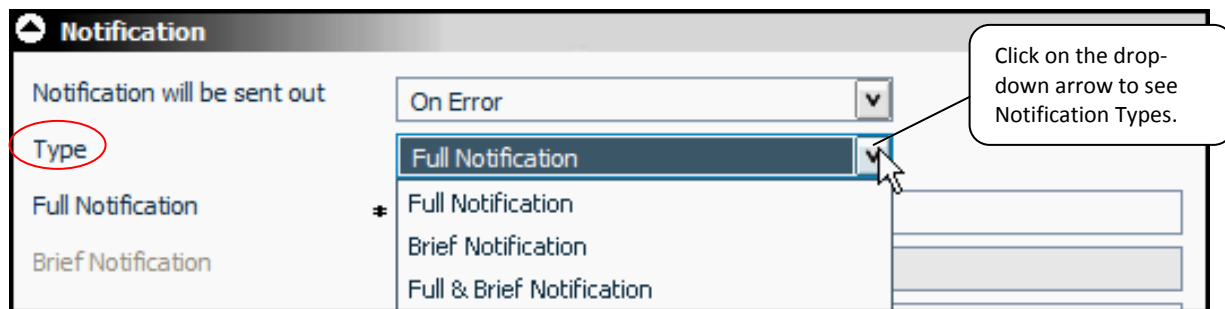 Notification
Notification will be sent out
On Error
Type
Full Notification
Full Notification
Full Notification
Brief Notification
Brief Notification
Full & Brief Notification
Click on the drop-
down arrow to see
Notification Types.